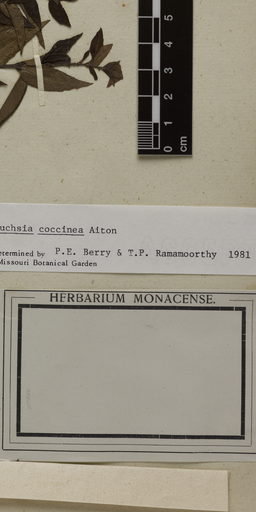 5
4
3
2
1
0
cm
uchsia coccinea Aiton
etermined by P.E. Berry & T.P. Ramamoorthy 1981
Missouri Botanical Garden
HERBARIUM MONACENSE.